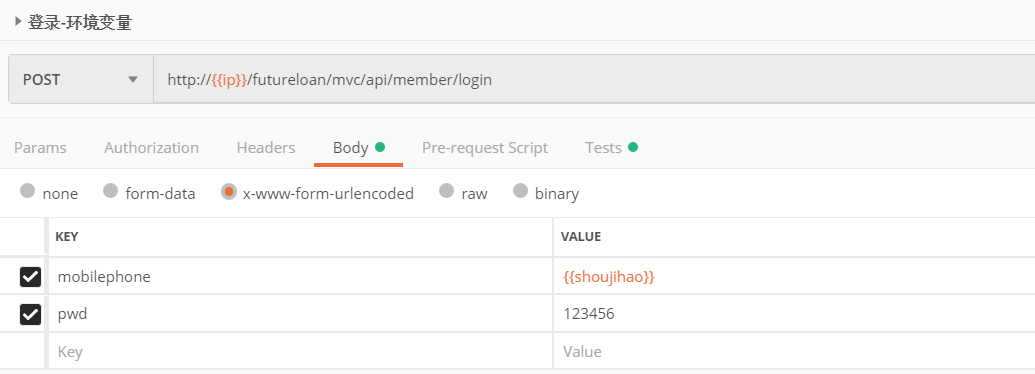 登录-环境变量
POST http://{{ip}}/futureloan/mvc/api/member/login
Params Authorization Headers Body Pre-request Script Tests
none form-data x-www-form-urlencoded raw binary
KEY VALUE
mobilephone {{shoujihao}}
pwd 123456
Key Value